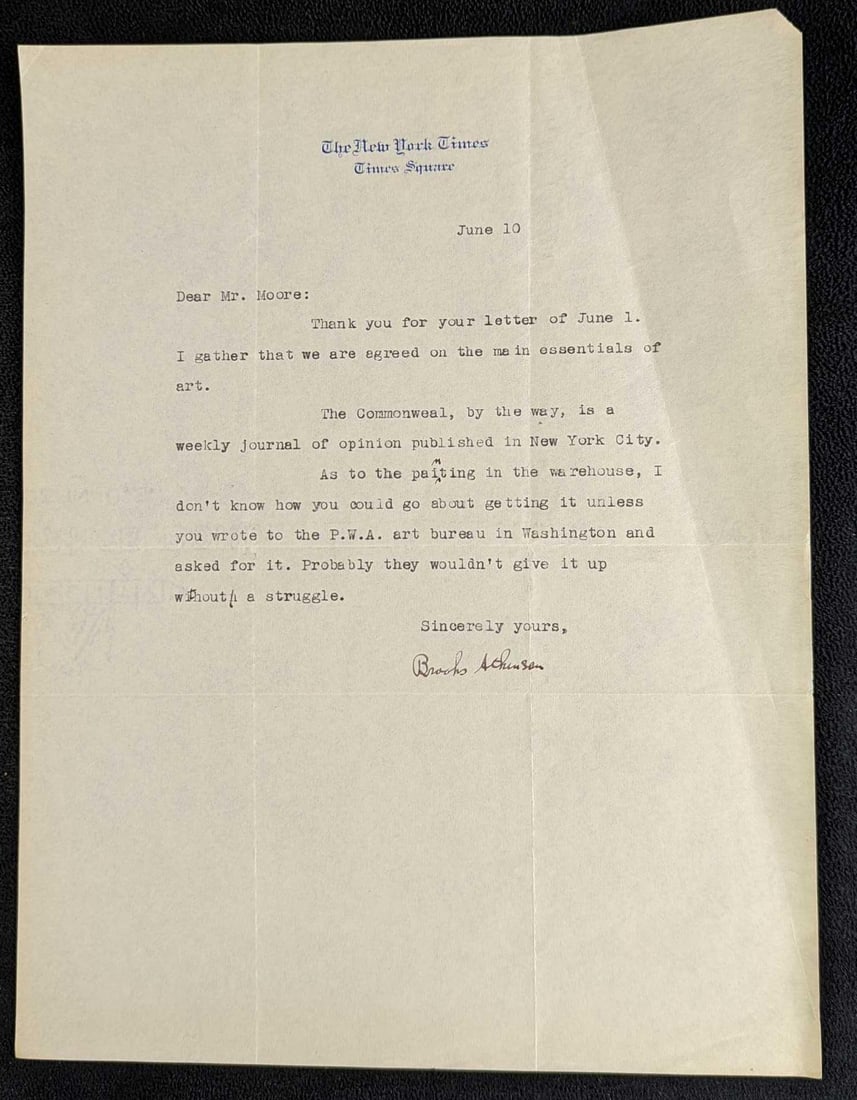 The New York Times
Times Square
June 10
Dear Mr. Moore:
Thank you for your letter of June 1.
I gather that we are agreed on the main essentials of
art.
The Commonweal, by the way, is a
weekly journal of opinion published in New York City.
As to the painting in the warehouse, I
don't know how you could go about getting it unless
you wrote to the P.W.A. art bureau in Washington and
asked for it. Probably they wouldn't give it up
without a struggle.
Sincerely yours,
Brooks Atkinson